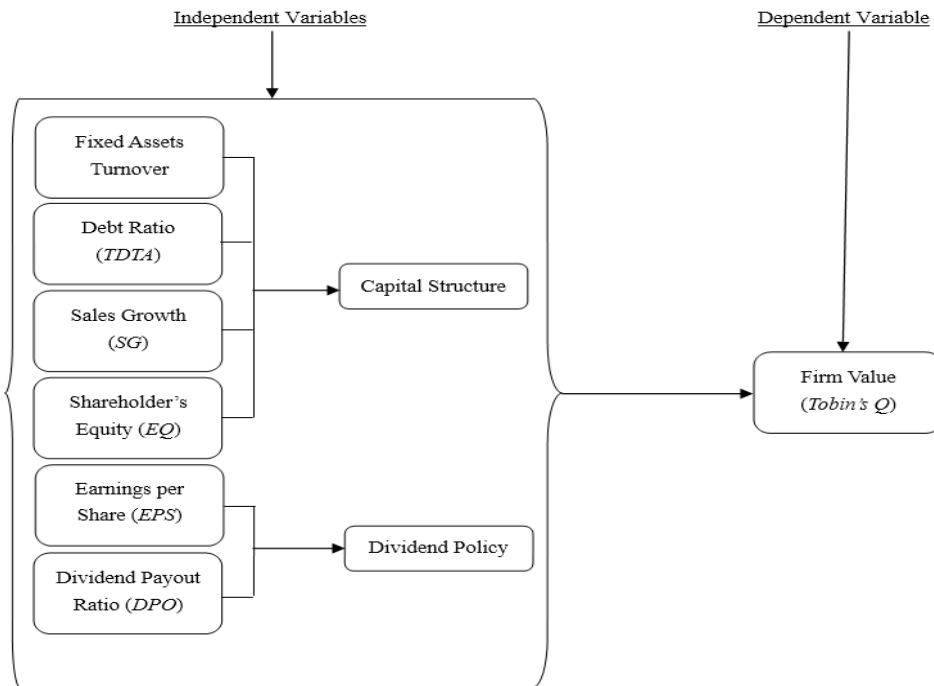 Independent Variables
Dependent Variable
Fixed Assets
Turnover
Debt Ratio
(TDTA)
Capital Structure
Sales Growth
(SG)
Firm Value
(Tobin's Q)
Shareholder's
Equity (EQ)
Earnings per
Share (EPS)
Dividend Policy
Dividend Payout
Ratio (DPO)